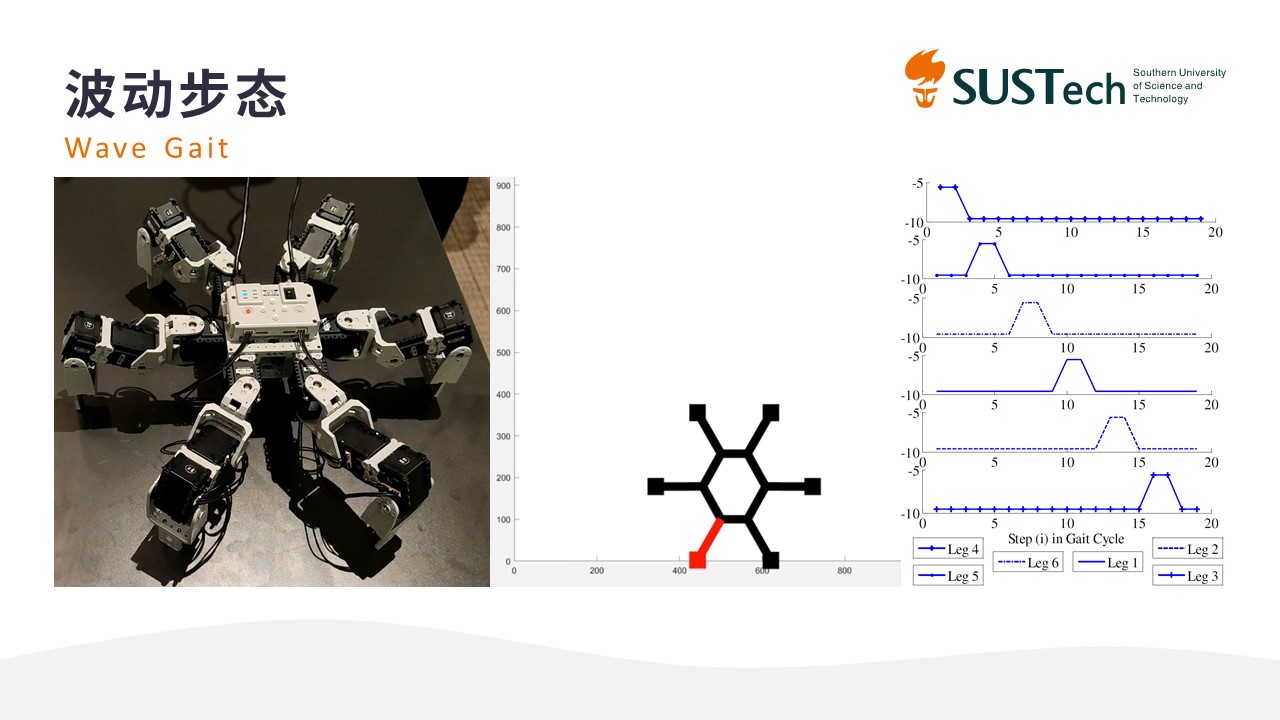 波动步态
Wave Gait
SUSTech
Southern University
of Science and
Technology
900
800
700
600
500
400
300
200
100
0
0 200 400 600 800
-5
-10
0 5 10 15 20
-5
-10
0 5 10 15 20
-5
-10
0 5 10 15 20
-5
-10
0 5 10 15 20
-5
-10
0 5 10 15 20
-5
-10
0 5 10 15 20
Step (i) in Gait Cycle
Leg 4
Leg 5
Leg 6
Leg 1
Leg 2
Leg 3